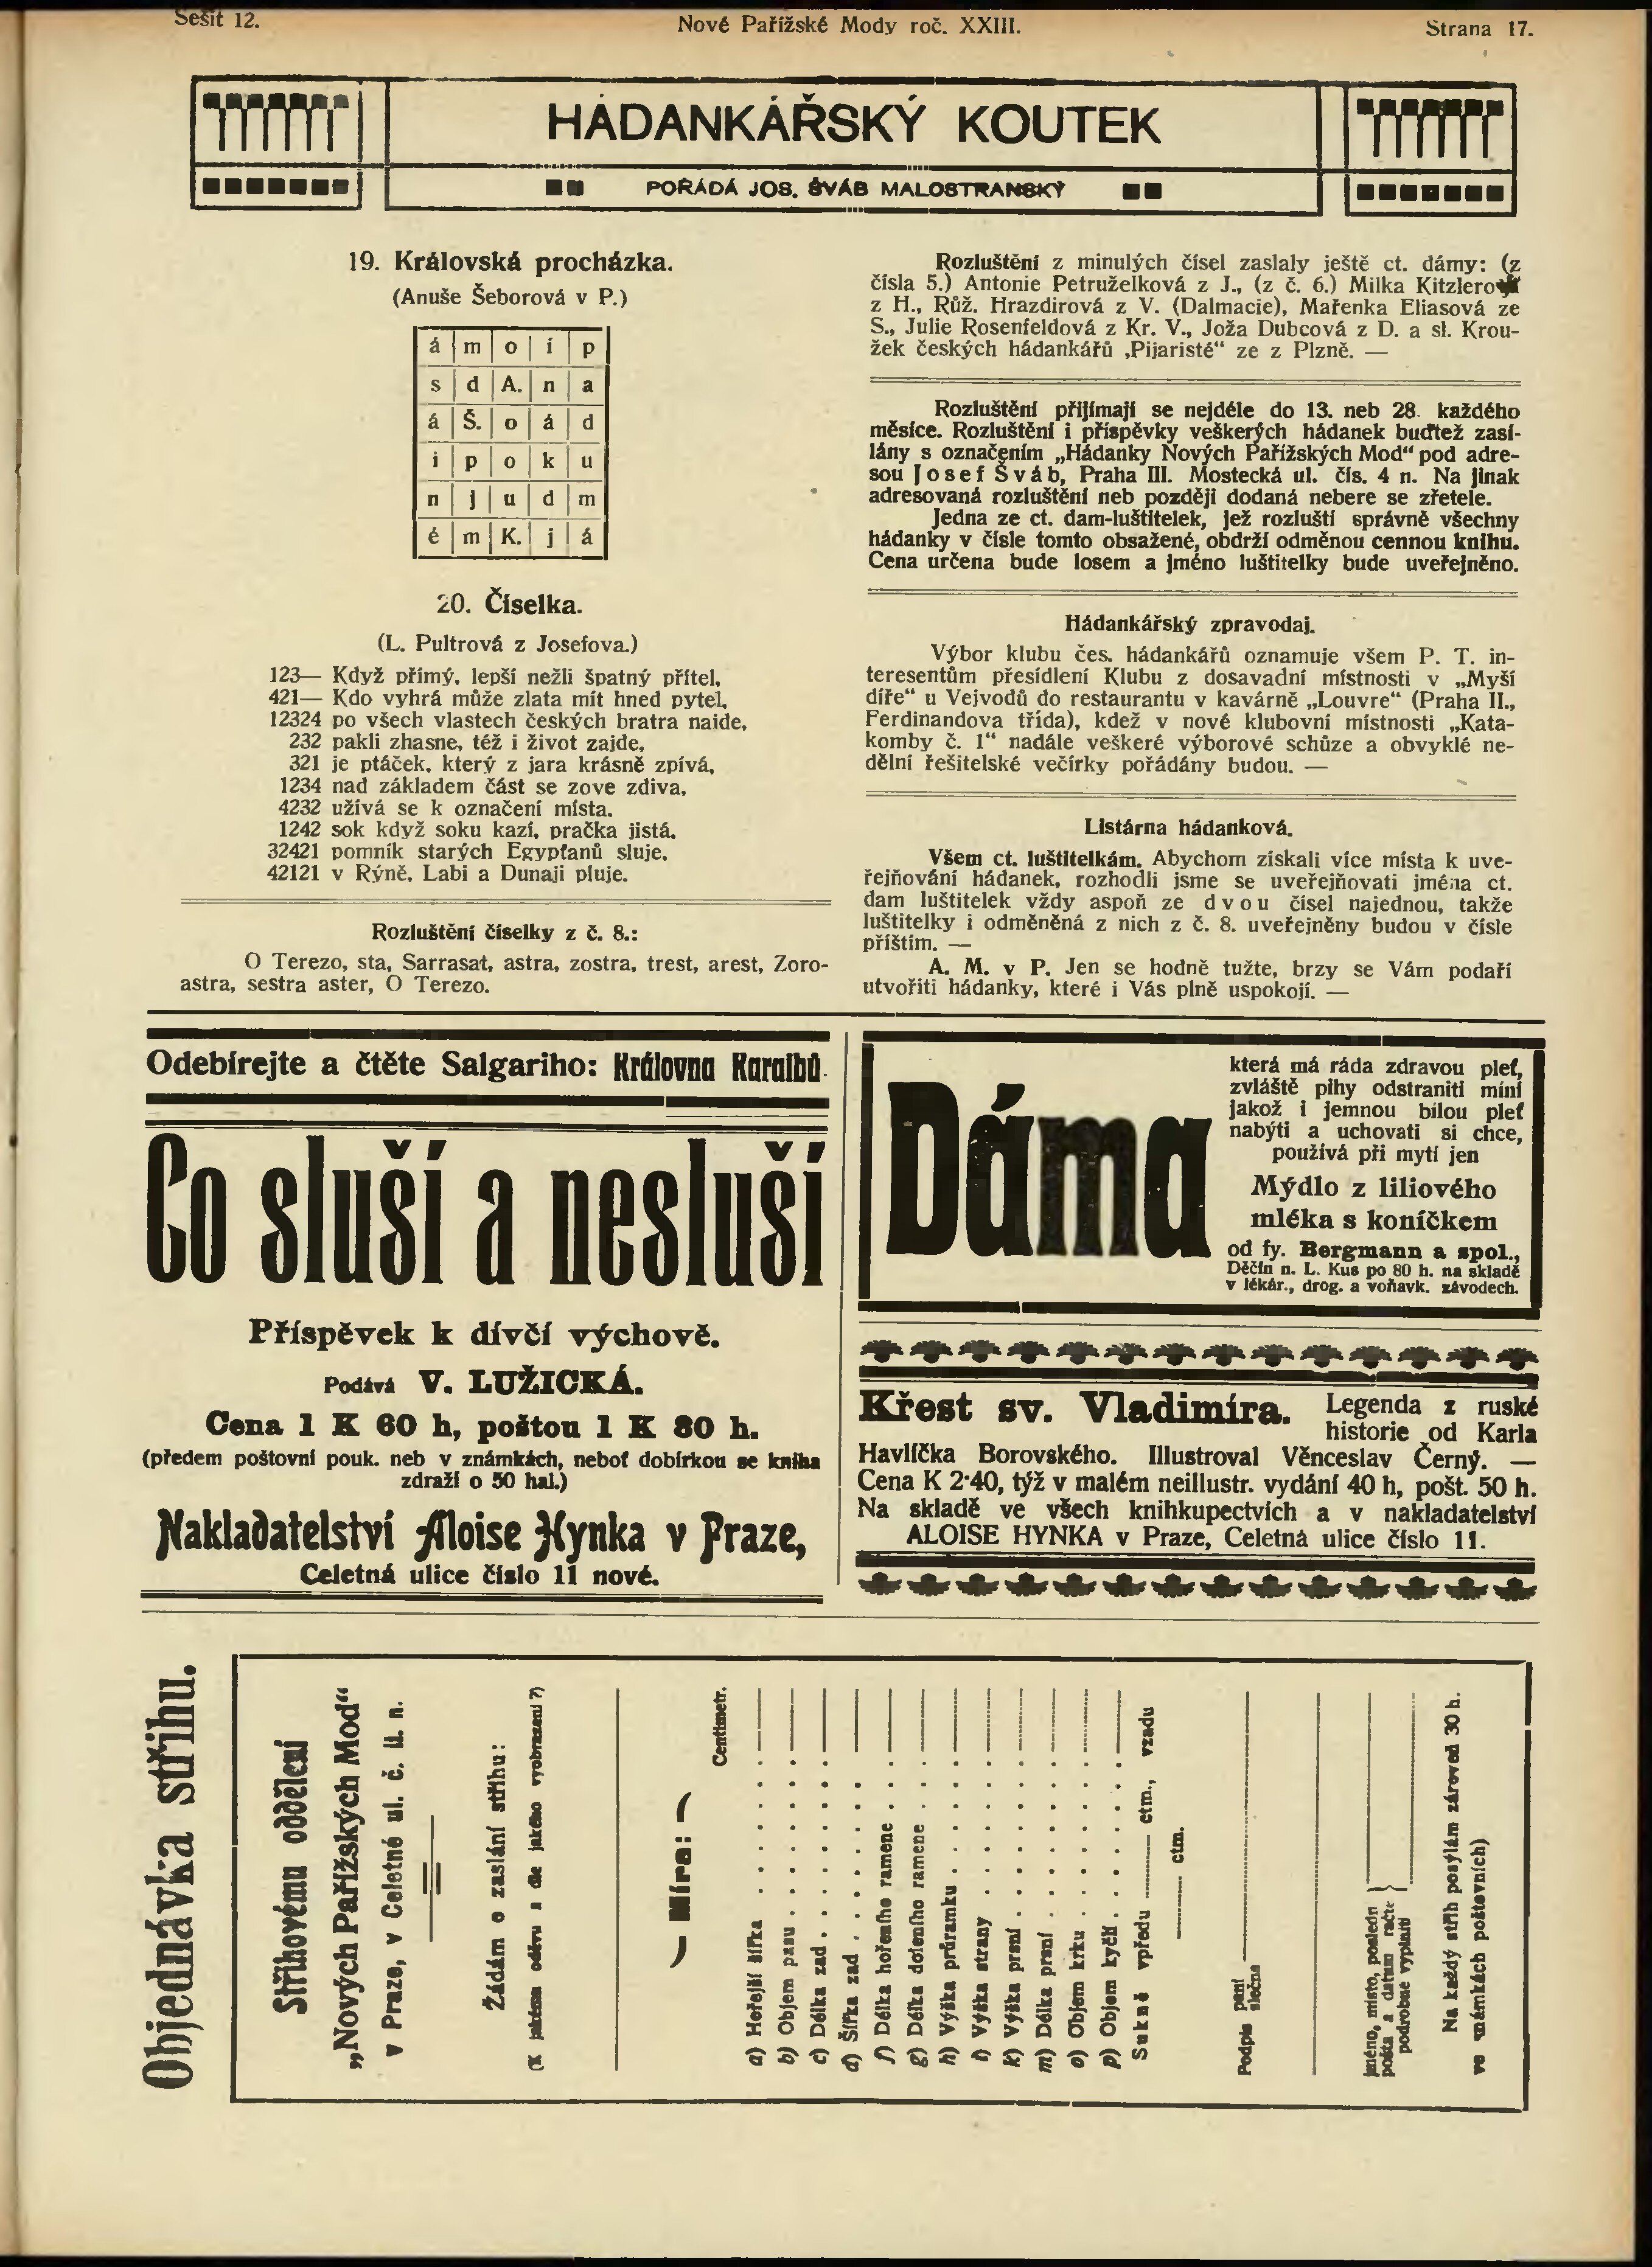 Sešit 12.
Nové Pařížské Mody roč. XXIII.
Strana 17.
HÁDANKÁŘSKÝ KOUTEK
POŘÁDÁ JOS. ŠVÁB MALOSTRANSKÝ
19. Královská procházka.
(Anuše Šeborová v P.)
á m o í p
s d A. n a
á Š. o á d
i p o k u
n j u d m
é m K. j á
20. Číselka.
(L. Pultrová z Josefova.)
123— Když přímý, lepší nežli špatný přítel,
421— Kdo vyhrá může zlata mít hned pytel,
12324 po všech vlastech českých bratra naide,
232 pakli zhasne, též i život zajde,
321 je ptáček, který z jara krásně zpívá,
1234 nad základem část se zove zdiva,
4232 užívá se k označení místa.
1242 sok když soku kazí, pračka jistá,
32421 pomník starých Egypťanů sluje,
42121 v Rýně, Labi a Dunaji pluje.
Rozluštění číselky z č. 8.:
O Terezo, sta, Sarrasat, astra, zostra, trest, arest, Zoro-
astra, sestra aster, O Terezo.
Rozluštění z minulých čísel zaslaly ještě ct. dámy: (z
čísla 5.) Antonie Petruželková z J., (z č. 6.) Milka Kitzlerová
z H., Růž. Hrazdirová z V. (Dalmacie), Mařenka Eliasová ze
S., Julie Rosenfeldová z Kr. V., Joža Dubcová z D. a sl. Krou-
žek českých hádankářů „Pijaristé“ ze z Plzně. —
Rozluštění přijímají se nejdéle do 13. neb 28. každého
měsíce. Rozluštění i příspěvky veškerých hádanek buďtež zasí-
lány s označením „Hádanky Nových Pařížských Mod“ pod adre-
sou Josef Šváb, Praha III. Mostecká ul. čís. 4 n. Na jinak
adresovaná rozluštění neb později dodaná nebere se zřetele.
Jedna ze ct. dam-luštitelek, jež rozluští správně všechny
hádanky v čísle tomto obsažené, obdrží odměnou cennou knihu.
Cena určena bude losem a jméno luštitelky bude uveřejněno.
Hádankářský zpravodaj.
Výbor klubu čes. hádankářů oznamuje všem P. T. in-
teresentům přesídlení Klubu z dosavadní místnosti v „Myší
díře“ u Vejvodů do restaurantu v kavárně „Louvre“ (Praha II.,
Ferdinandova třída), kdež v nové klubovní místnosti „Kata-
komby č. 1“ nadále veškeré výborové schůze a obvyklé ne-
dělní řešitelské večírky pořádány budou. —
Listárna hádanková.
Všem ct. luštitelkám. Abychom získali více místa k uve-
řejňování hádanek, rozhodli jsme se uveřejňovati jména ct.
dam luštitelek vždy aspoň ze dvou čísel najednou, takže
luštitelky i odměněná z nich z č. 8. uveřejněny budou v čísle
příštím. —
A. M. v P. Jen se hodně tužte, brzy se Vám podaří
utvořiti hádanky, které i Vás plně uspokojí. —
Odebírejte a čtěte Salgariho: Královna Karaibů.
Co sluší a nesluší
Příspěvek k dívčí výchově.
Podává V. LUŽICKÁ.
Cena 1 K 60 h, poštou 1 K 80 h.
(předem poštovní pouk. neb v známkách, neboť dobírkou se kniha
zdraží o 50 hal.)
Nakladatelství Aloise Hynka v Praze,
Celetná ulice číslo 11 nové.
Dáma
která má ráda zdravou pleť,
zvláště pihy odstraniti míní
jakož i jemnou bílou pleť
nabýti a uchovati si chce,
používá při mytí jen
Mýdlo z liliového
mléka s koníčkem
od fy. Bergmann a spol.,
Děčín n. L. Kus po 80 h. na skladě
v lékár., drog. a voňavk. závodech.
Křest sv. Vladimíra. Legenda z ruské
historie od Karla
Havlíčka Borovského. Illustroval Věnceslav Černý. —
Cena K 2·40, týž v malém neillustr. vydání 40 h, pošt. 50 h.
Na skladě ve všech knihkupectvích a v nakladatelství
ALOISE HYNKA v Praze, Celetná ulice číslo 11.
Objednávka střihu.
Střihovému oddělení
„Nových Pařížských Mod“
v Praze, v Celetné ul. č. 11. n.
Žádám o zaslání střihu:
(K jakému oděvu a dle jakého vyobrazení?)
Míra:
Centimetr.
a) Hořejší šířka
b) Objem pasu
c) Délka zad
d) Šířka zad
f) Délka hořeního ramene
g) Délka doleního ramene
h) Výška průramku
i) Výška strany
k) Výška prsní
m) Délka prsní
o) Objem krku
p) Objem kyčlí
Sukně vpředu ctm., vzadu
ctm.
Podpis paní
slečna
jméno, místo, poslední
pošta a datum račte
podrobně vyplniti
Na každý střih posýlám zároveň 30 h.
ve známkách poštovních)